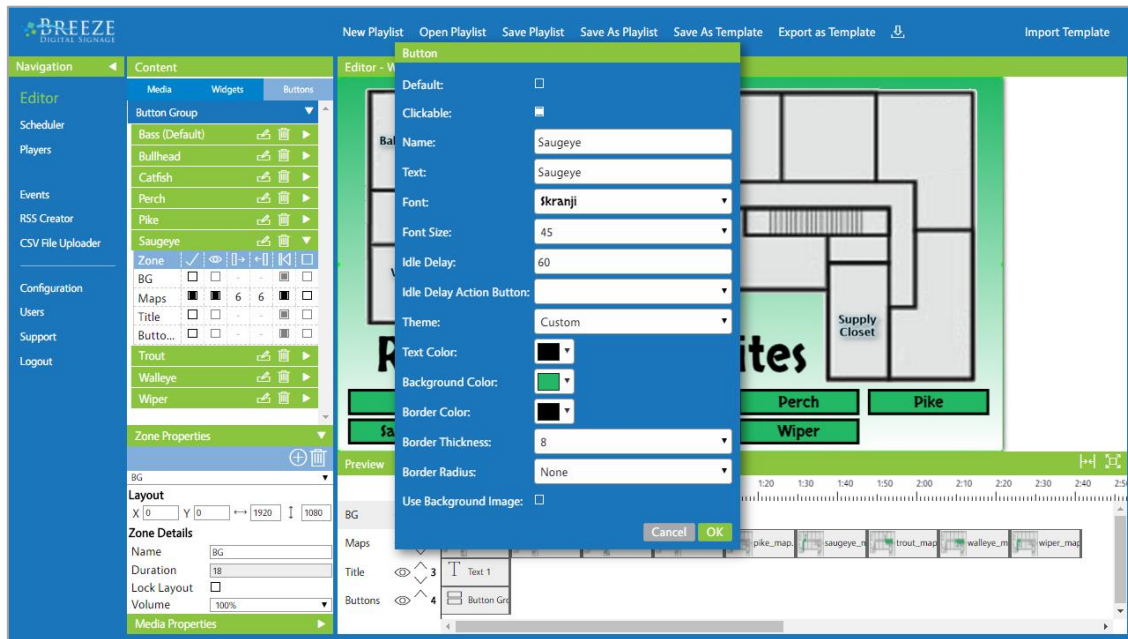 BREEZE
DIGITAL SIGNAGE
New Playlist Open Playlist Save Playlist Save As Playlist Save As Template Export as Template Import Template
Navigation
Editor
Scheduler
Players
Events
RSS Creator
CSV File Uploader
Configuration
Users
Support
Logout
Content
Media Widgets Buttons
Button Group
Bass (Default)
Bullhead
Catfish
Perch
Pike
Saugeye
Zone
BG - -
Maps 6 6
Title - -
Butto... - -
Trout
Walleye
Wiper
Zone Properties
BG
Layout
X 0 Y 0 1920 1080
Zone Details
Name BG
Duration 18
Lock Layout
Volume 100%
Media Properties
Editor - W
Button
Default:
Clickable:
Name: Saugeye
Text: Saugeye
Font: Skranji
Font Size: 45
Idle Delay: 60
Idle Delay Action Button:
Theme: Custom
Text Color:
Background Color:
Border Color:
Border Thickness: 8
Border Radius: None
Use Background Image:
Cancel OK
Supply
Closet
R ites
Perch Pike
Sa Wiper
Preview
1:20 1:30 1:40 1:50 2:00 2:10 2:20 2:30 2:40
BG
Maps pike_map. saugeye_n trout_map walleye_m wiper_map
Title 3 Text 1
Buttons 4 Button Gro